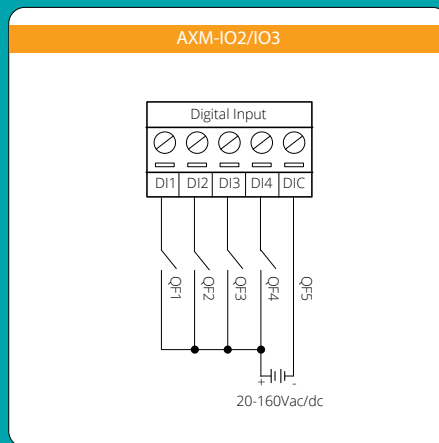 AXM-IO2/IO3
Digital Input
DI1 DI2 DI3 DI4 DIC
QF1 QF2 QF3 QF4 QF5
+ -
20-160Vac/dc